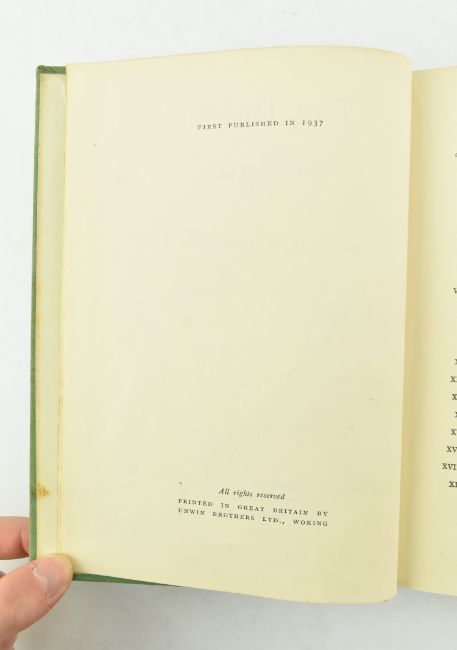 FIRST PUBLISHED IN 1937
All rights reserved
PRINTED IN GREAT BRITAIN BY
UNWIN BROTHERS LTD., WOKING